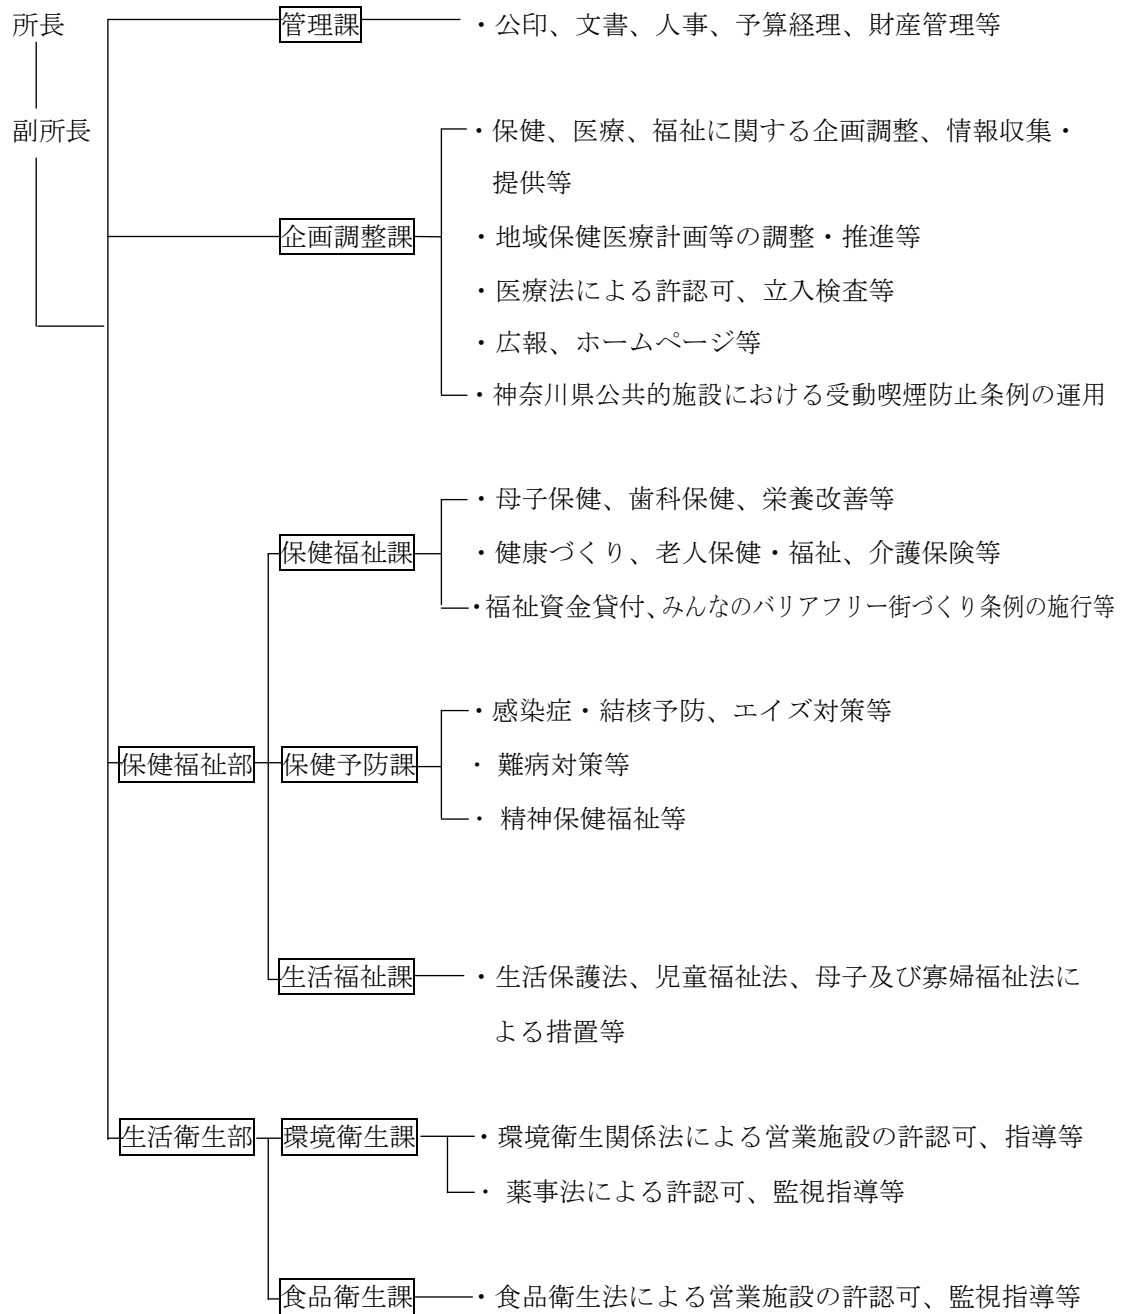 所長
管理課
・公印、文書、人事、予算経理、財産管理等
副所長
・保健、医療、福祉に関する企画調整、情報収集・
提供等
企画調整課
・地域保健医療計画等の調整・推進等
・医療法による許認可、立入検査等
・広報、ホームページ等
・神奈川県公共的施設における受動喫煙防止条例の運用
・母子保健、歯科保健、栄養改善等
保健福祉課
・健康づくり、老人保健・福祉、介護保険等
・福祉資金貸付、みんなのバリアフリー街づくり条例の施行等
・感染症・結核予防、エイズ対策等
保健福祉部
保健予防課
・ 難病対策等
・ 精神保健福祉等
生活福祉課
・生活保護法、児童福祉法、母子及び寡婦福祉法に
よる措置等
生活衛生部
環境衛生課
・環境衛生関係法による営業施設の許認可、指導等
・ 薬事法による許認可、監視指導等
食品衛生課
・食品衛生法による営業施設の許認可、監視指導等